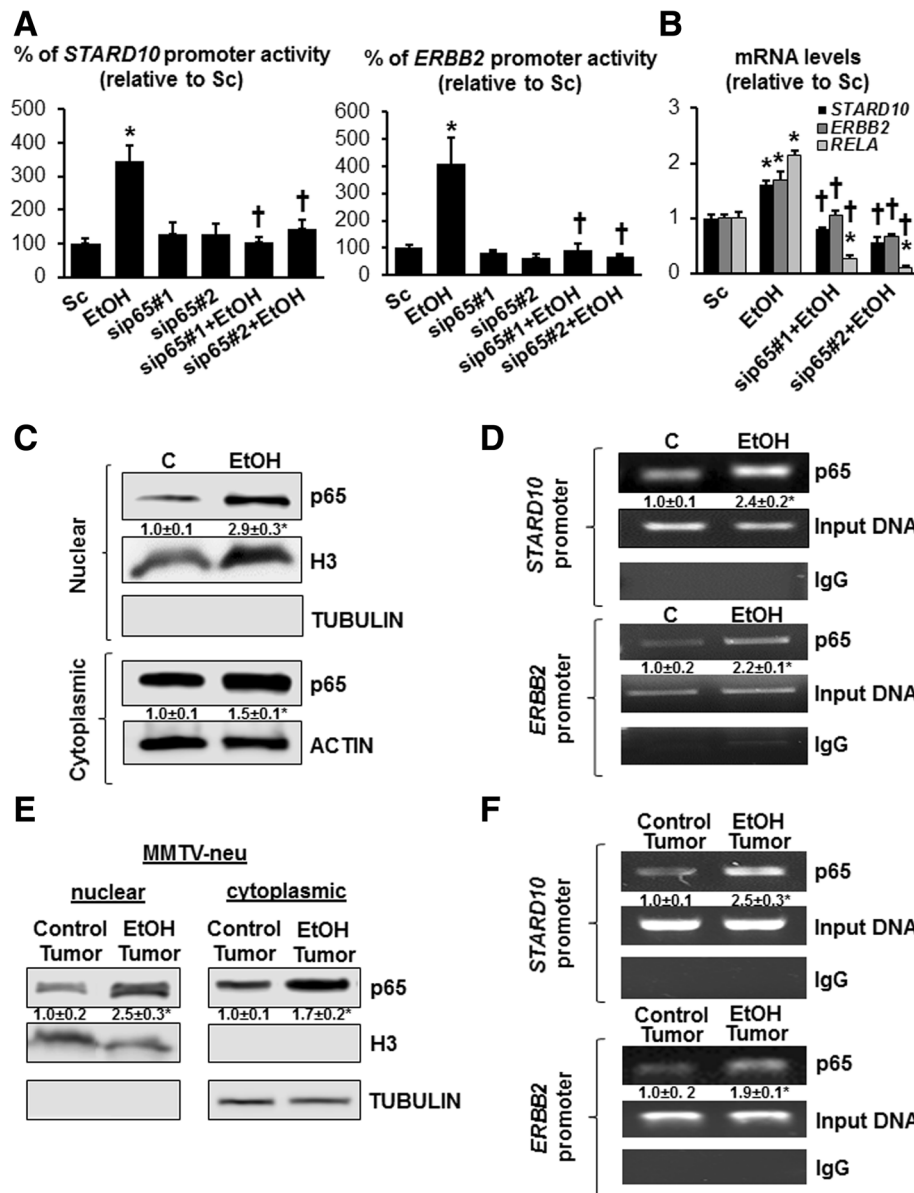 A
% of STARD10 promoter activity
(relative to Sc)
500
400
300
200
100
0
*
†
†
Sc
EtOH
sip65#1
sip65#2
sip65#1+EtOH
sip65#2+EtOH
% of ERBB2 promoter activity
(relative to Sc)
600
500
400
300
200
100
0
*
†
†
Sc
EtOH
sip65#1
sip65#2
sip65#1+EtOH
sip65#2+EtOH
B
mRNA levels
(relative to Sc)
3
2
1
0
STARD10
ERBB2
RELA
* * *
† † † *
† † † *
Sc
EtOH
sip65#1+EtOH
sip65#2+EtOH
C
C EtOH
Nuclear
p65
1.0±0.1 2.9±0.3*
H3
TUBULIN
Cytoplasmic
p65
1.0±0.1 1.5±0.1*
ACTIN
D
C EtOH
STARD10
promoter
p65
1.0±0.1 2.4±0.2*
Input DNA
IgG
C EtOH
ERBB2
promoter
p65
1.0±0.2 2.2±0.1*
Input DNA
IgG
E
MMTV-neu
nuclear cytoplasmic
Control EtOH Control EtOH
Tumor Tumor Tumor Tumor
p65
1.0±0.2 2.5±0.3* 1.0±0.1 1.7±0.2*
H3
TUBULIN
F
Control EtOH
Tumor Tumor
STARD10
promoter
p65
1.0±0.1 2.5±0.3*
Input DNA
IgG
Control EtOH
Tumor Tumor
ERBB2
promoter
p65
1.0±0. 2 1.9±0.1*
Input DNA
IgG